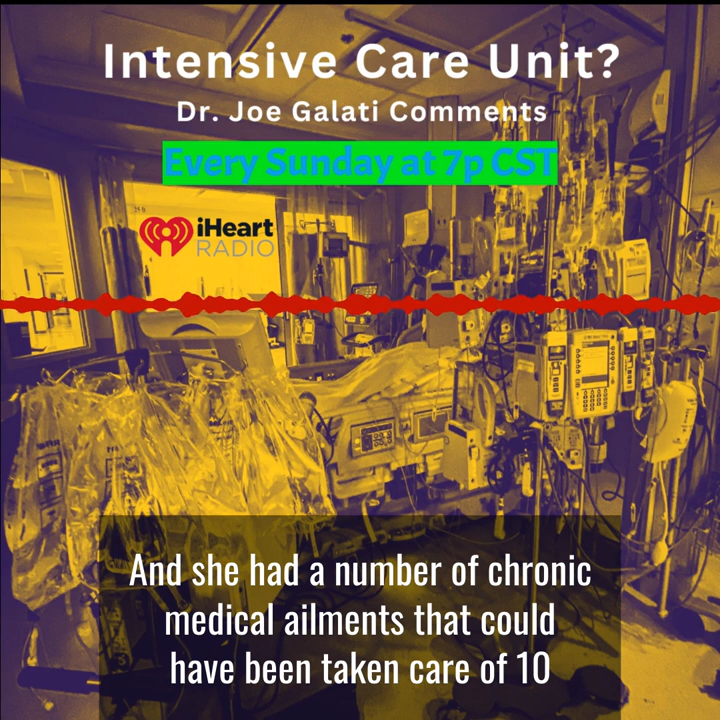 Intensive Care Unit?
Dr. Joe Galati Comments
Every Sunday at 7p CST
iHeart
RADIO
And she had a number of chronic
medical ailments that could
have been taken care of 10